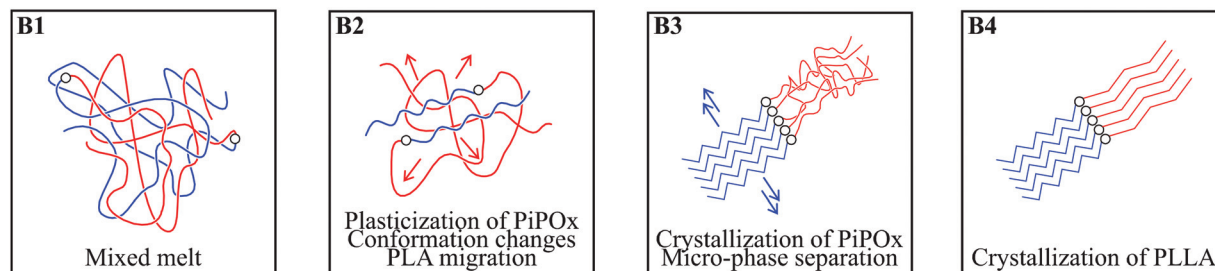 B1
Mixed melt
B2
Plasticization of PiPOx
Conformation changes
PLA migration
B3
Crystallization of PiPOx
Micro-phase separation
B4
Crystallization of PLLA